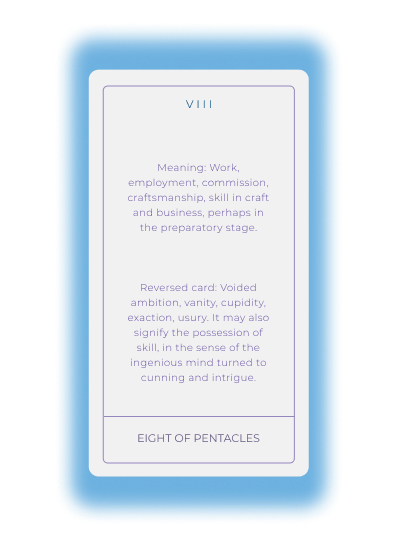 VIII
Meaning: Work,
employment, commission,
craftsmanship, skill in craft
and business, perhaps in
the preparatory stage.
Reversed card: Voided
ambition, vanity, cupidity,
exaction, usury. It may also
signify the possession of
skill, in the sense of the
ingenious mind turned to
cunning and intrigue.
EIGHT OF PENTACLES